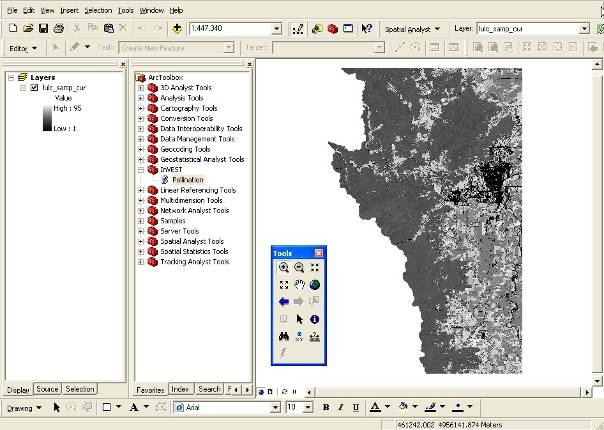 File Edit View Insert Selection Tools Window Help
1:447,340 Spatial Analyst Layer: lulc_samp_cur
Editor Task: Create New Feature Target:
Layers
lulc_samp_cur
Value
High : 95
Low : 1
ArcToolbox
3D Analyst Tools
Analysis Tools
Cartography Tools
Conversion Tools
Data Interoperability Tools
Data Management Tools
Geocoding Tools
Geostatistical Analyst Tools
InVEST
Pollination
Linear Referencing Tools
Multidimension Tools
Network Analyst Tools
Samples
Server Tools
Spatial Analyst Tools
Spatial Statistics Tools
Tracking Analyst Tools
Tools
XY
Display Source Selection
Favorites Index Search F
Drawing A Arial 10 B I U A
461242.002 4956141.874 Meters